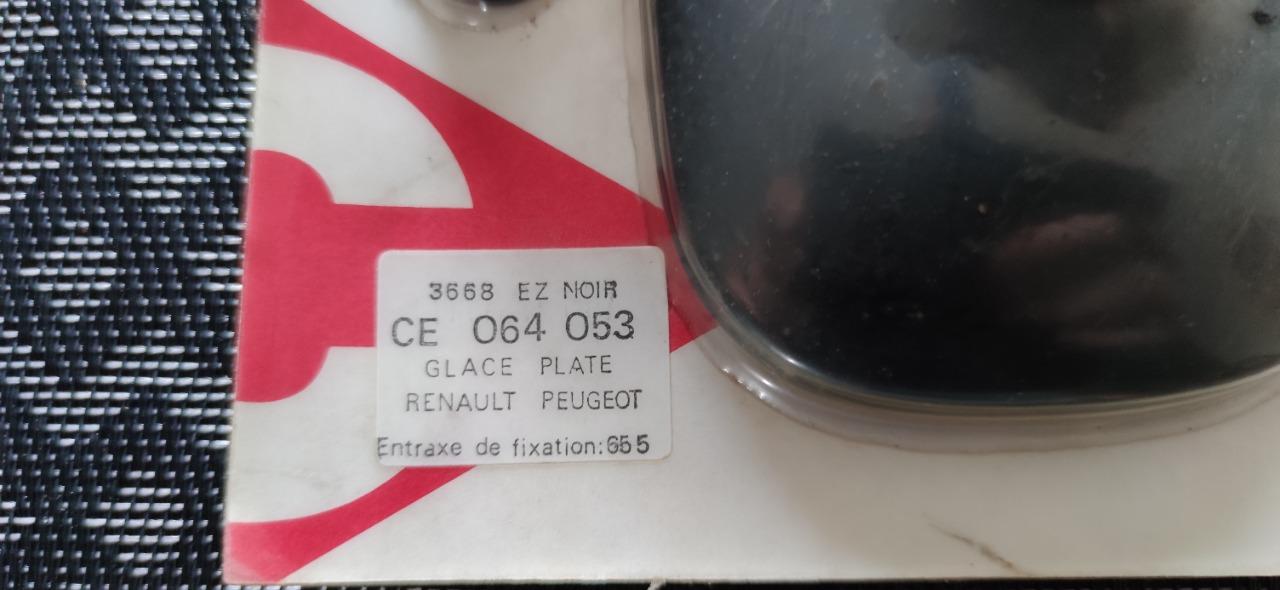 3668 EZ NOIR
CE 064 053
GLACE PLATE
RENAULT PEUGEOT
Entraxe de fixation:655